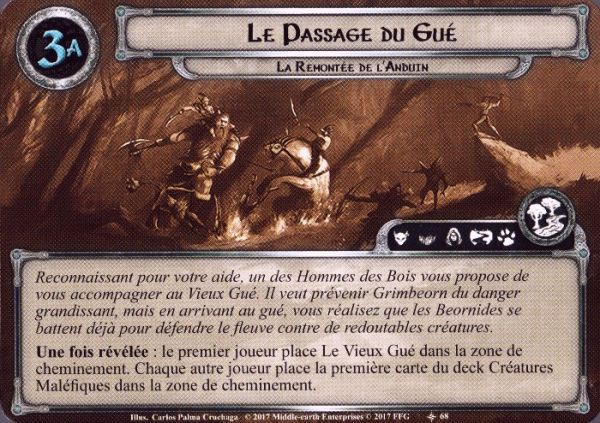 3A
Le Passage du Gué
La Remontée de l'Anduin
Reconnaissant pour votre aide, un des Hommes des Bois vous propose de
vous accompagner au Vieux Gué. Il veut prévenir Grimbeorn du danger
grandissant, mais en arrivant au gué, vous réalisez que les Beornides se
battent déjà pour défendre le fleuve contre de redoutables créatures.
Une fois révélée : le premier joueur place Le Vieux Gué dans la zone de
cheminement. Chaque autre joueur place la première carte du deck Créatures
Maléfiques dans la zone de cheminement.
Illus. Carlos Palma Cruchaga © 2017 Middle-earth Enterprises © 2017 FFG 68